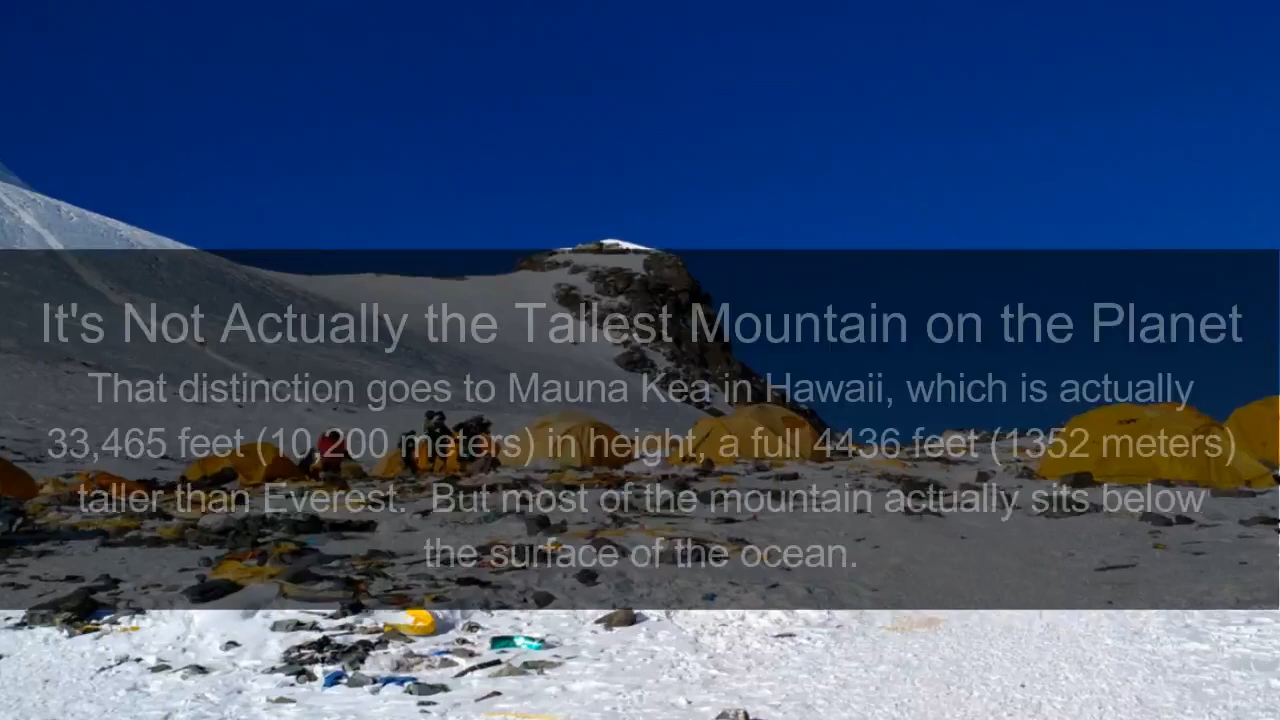 It's Not Actually the Tallest Mountain on the Planet
That distinction goes to Mauna Kea in Hawaii, which is actually
33,465 feet (10,200 meters) in height, a full 4436 feet (1352 meters)
taller than Everest.  But most of the mountain actually sits below
the surface of the ocean.